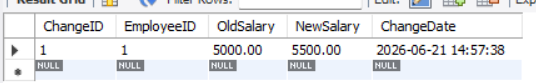 Result Grid Filter Rows: Edit: Exp
ChangeID EmployeeID OldSalary NewSalary ChangeDate
1 1 5000.00 5500.00 2026-06-21 14:57:38
NULL NULL NULL NULL NULL